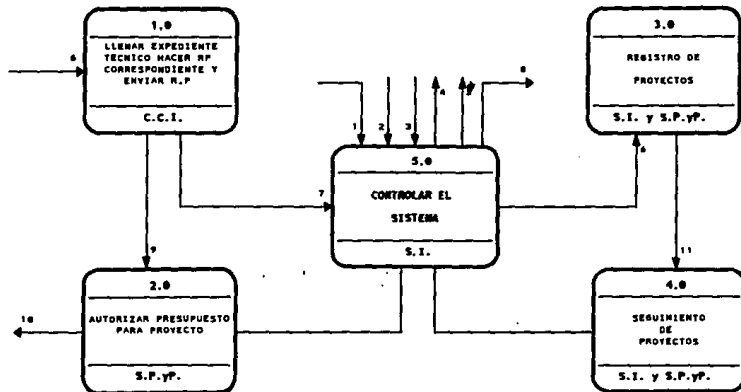 1.0
LLENAR EXPEDIENTE
TECNICO HACER RP
CORRESPONDIENTE Y
ENVIAR R.P
C.C.I.
3.0
REGISTRO DE
PROYECTOS
S.I. y S.P.yP.
6
8
4
1
2
3
5.0
CONTROLAR EL
SISTEMA
S.I.
7
6
9
11
2.0
AUTORIZAR PRESUPUESTO
PARA PROYECTO
S.P.yP.
10
4.0
SEGUIMIENTO
DE
PROYECTOS
S.I. y S.P.yP.